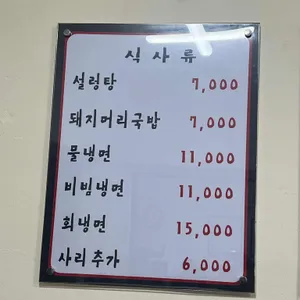 식사류
설렁탕 7,000
돼지머리국밥 7,000
물냉면 11,000
비빔냉면 11,000
회냉면 15,000
사리추가 6,000